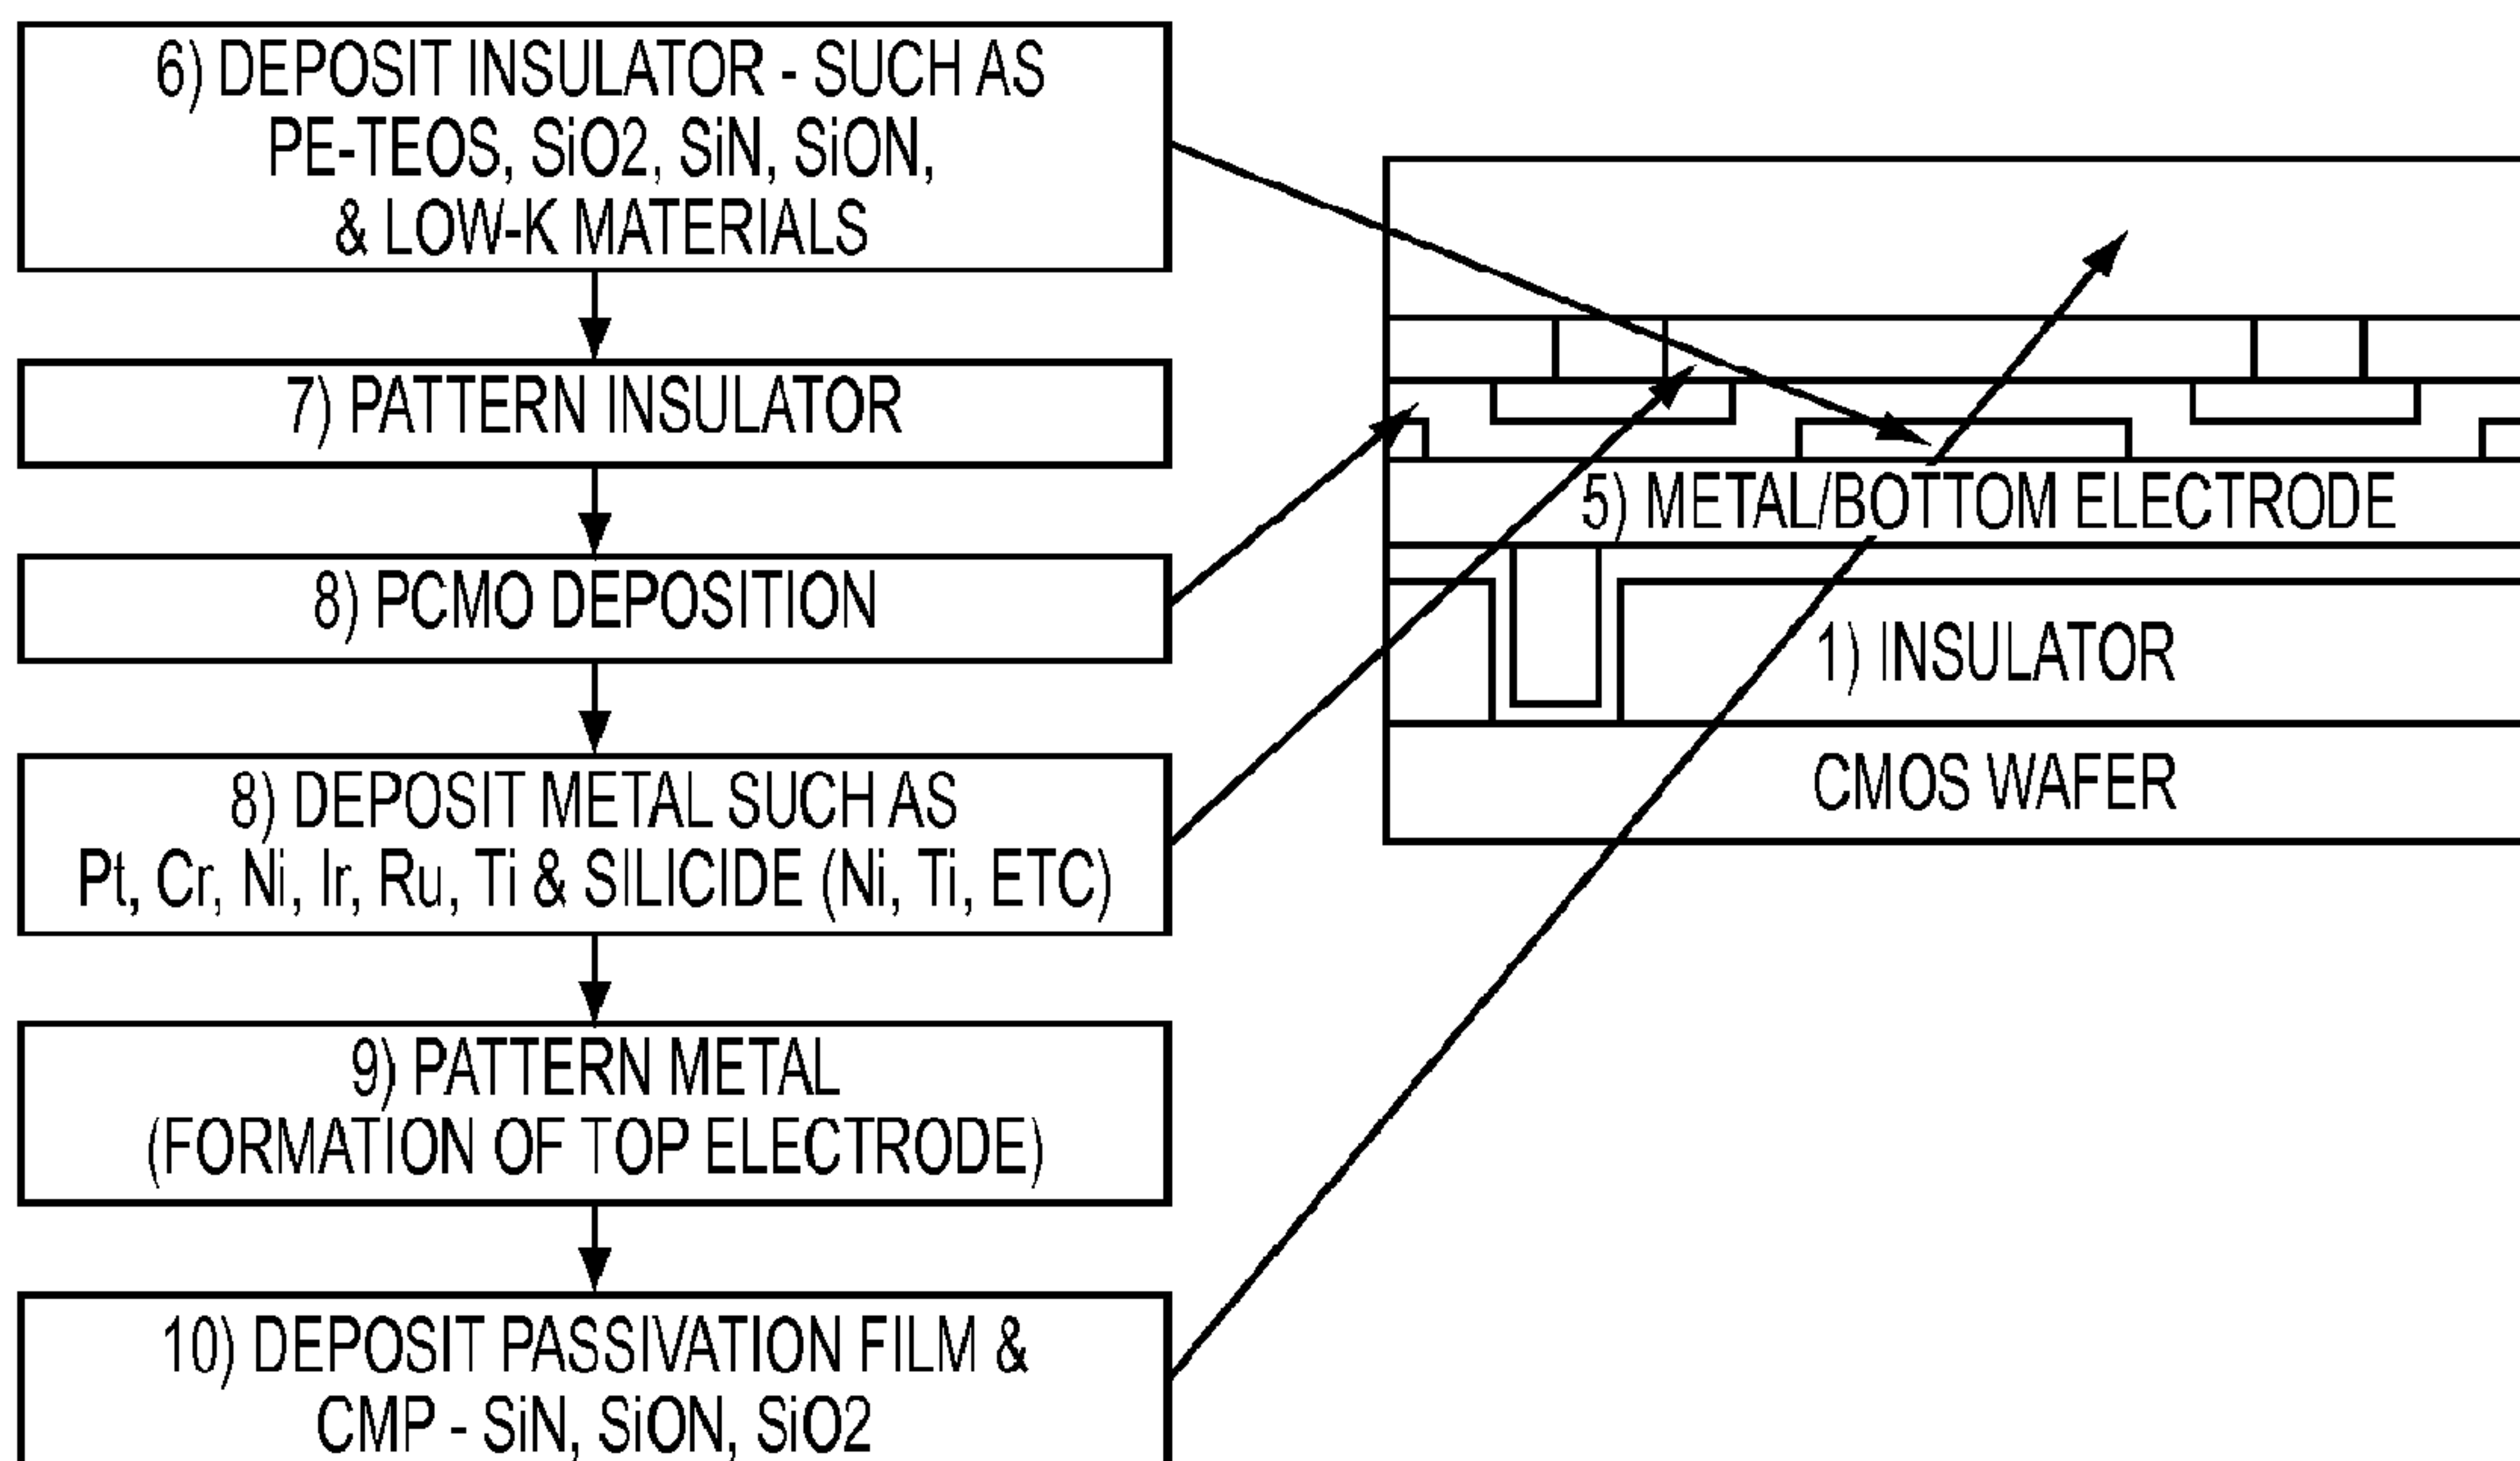 6) DEPOSIT INSULATOR - SUCH AS
PE-TEOS, SiO2, SiN, SiON,
& LOW-K MATERIALS
7) PATTERN INSULATOR
8) PCMO DEPOSITION
8) DEPOSIT METAL SUCH AS
Pt, Cr, Ni, Ir, Ru, Ti & SILICIDE (Ni, Ti, ETC)
9) PATTERN METAL
(FORMATION OF TOP ELECTRODE)
10) DEPOSIT PASSIVATION FILM &
CMP - SiN, SiON, SiO2
5) METAL/BOTTOM ELECTRODE
1) INSULATOR
CMOS WAFER